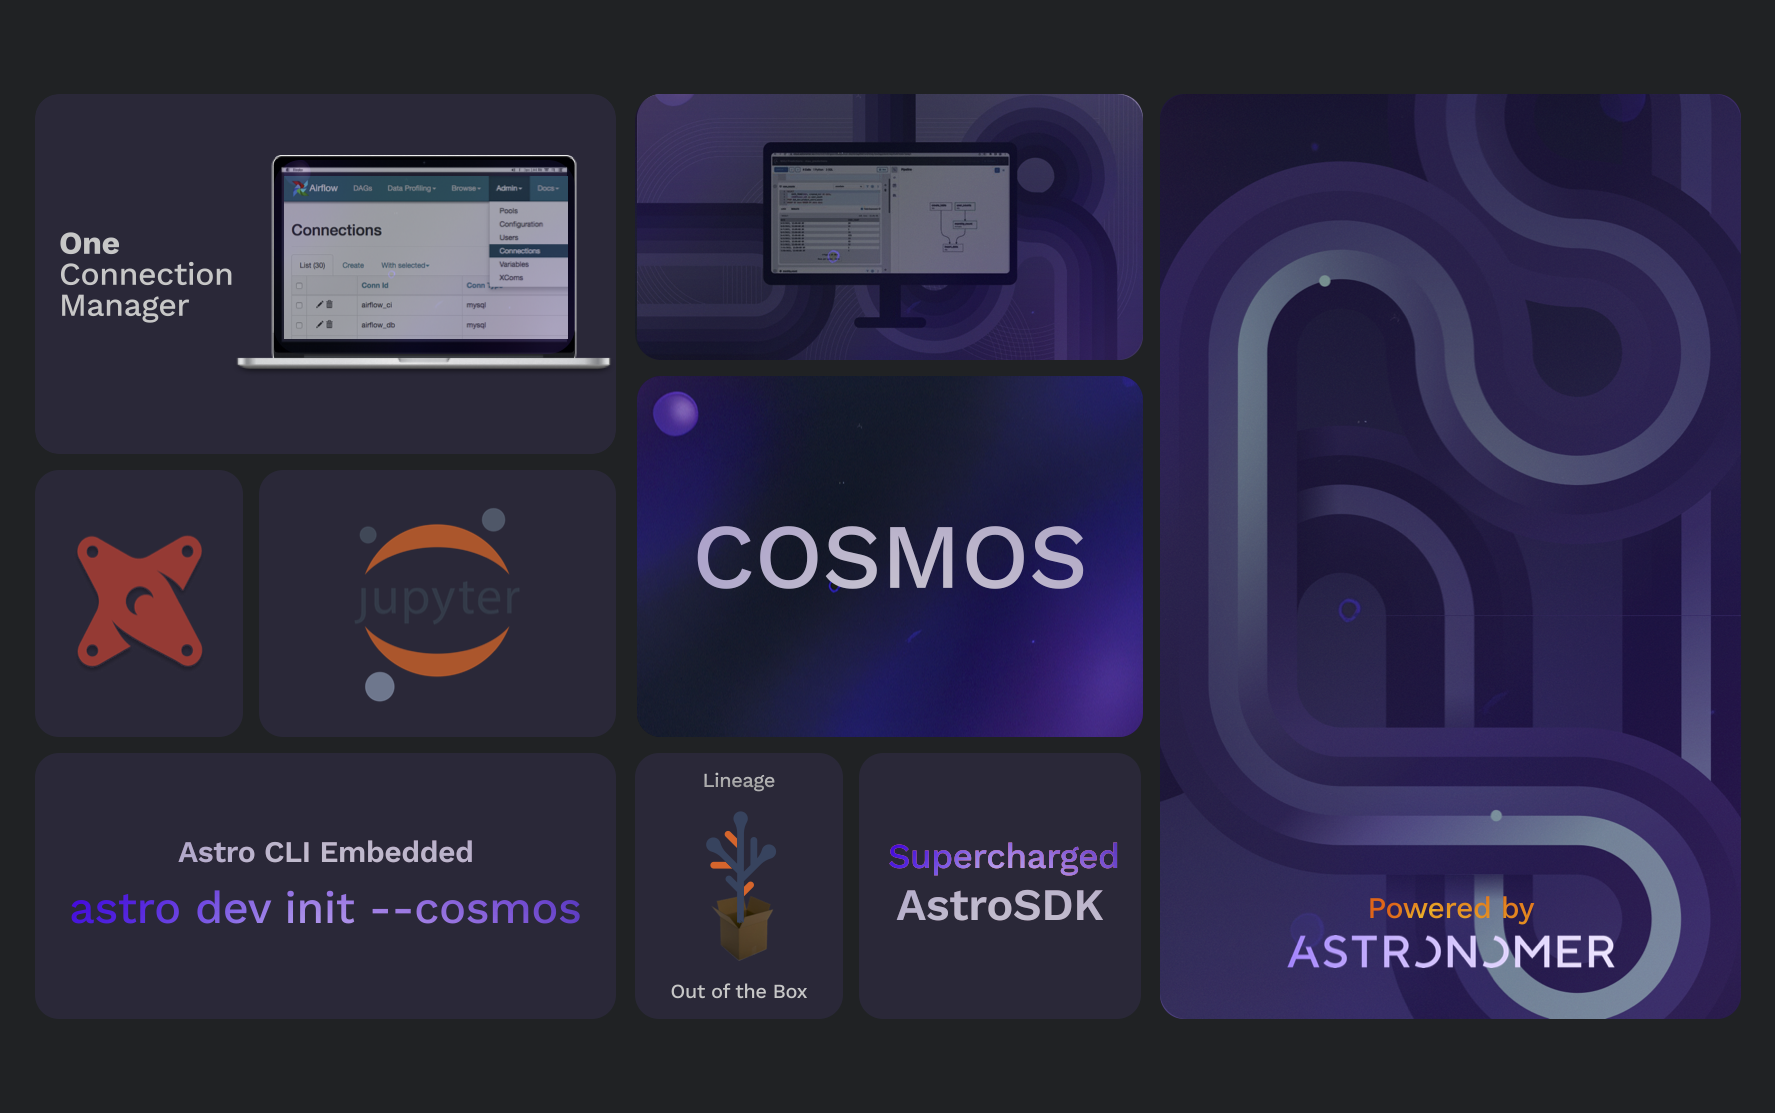 One
Connection
Manager
Airflow DAGs Data Profiling Browse Admin Docs
Pools
Configuration
Users
Connections
Variables
XComs
Connections
List (30) Create With selected
Conn Id Conn
airflow_ci mysql
airflow_db mysql
jupyter
COSMOS
Astro CLI Embedded
astro dev init --cosmos
Lineage
Out of the Box
Supercharged
AstroSDK
Powered by
ASTRONOMER